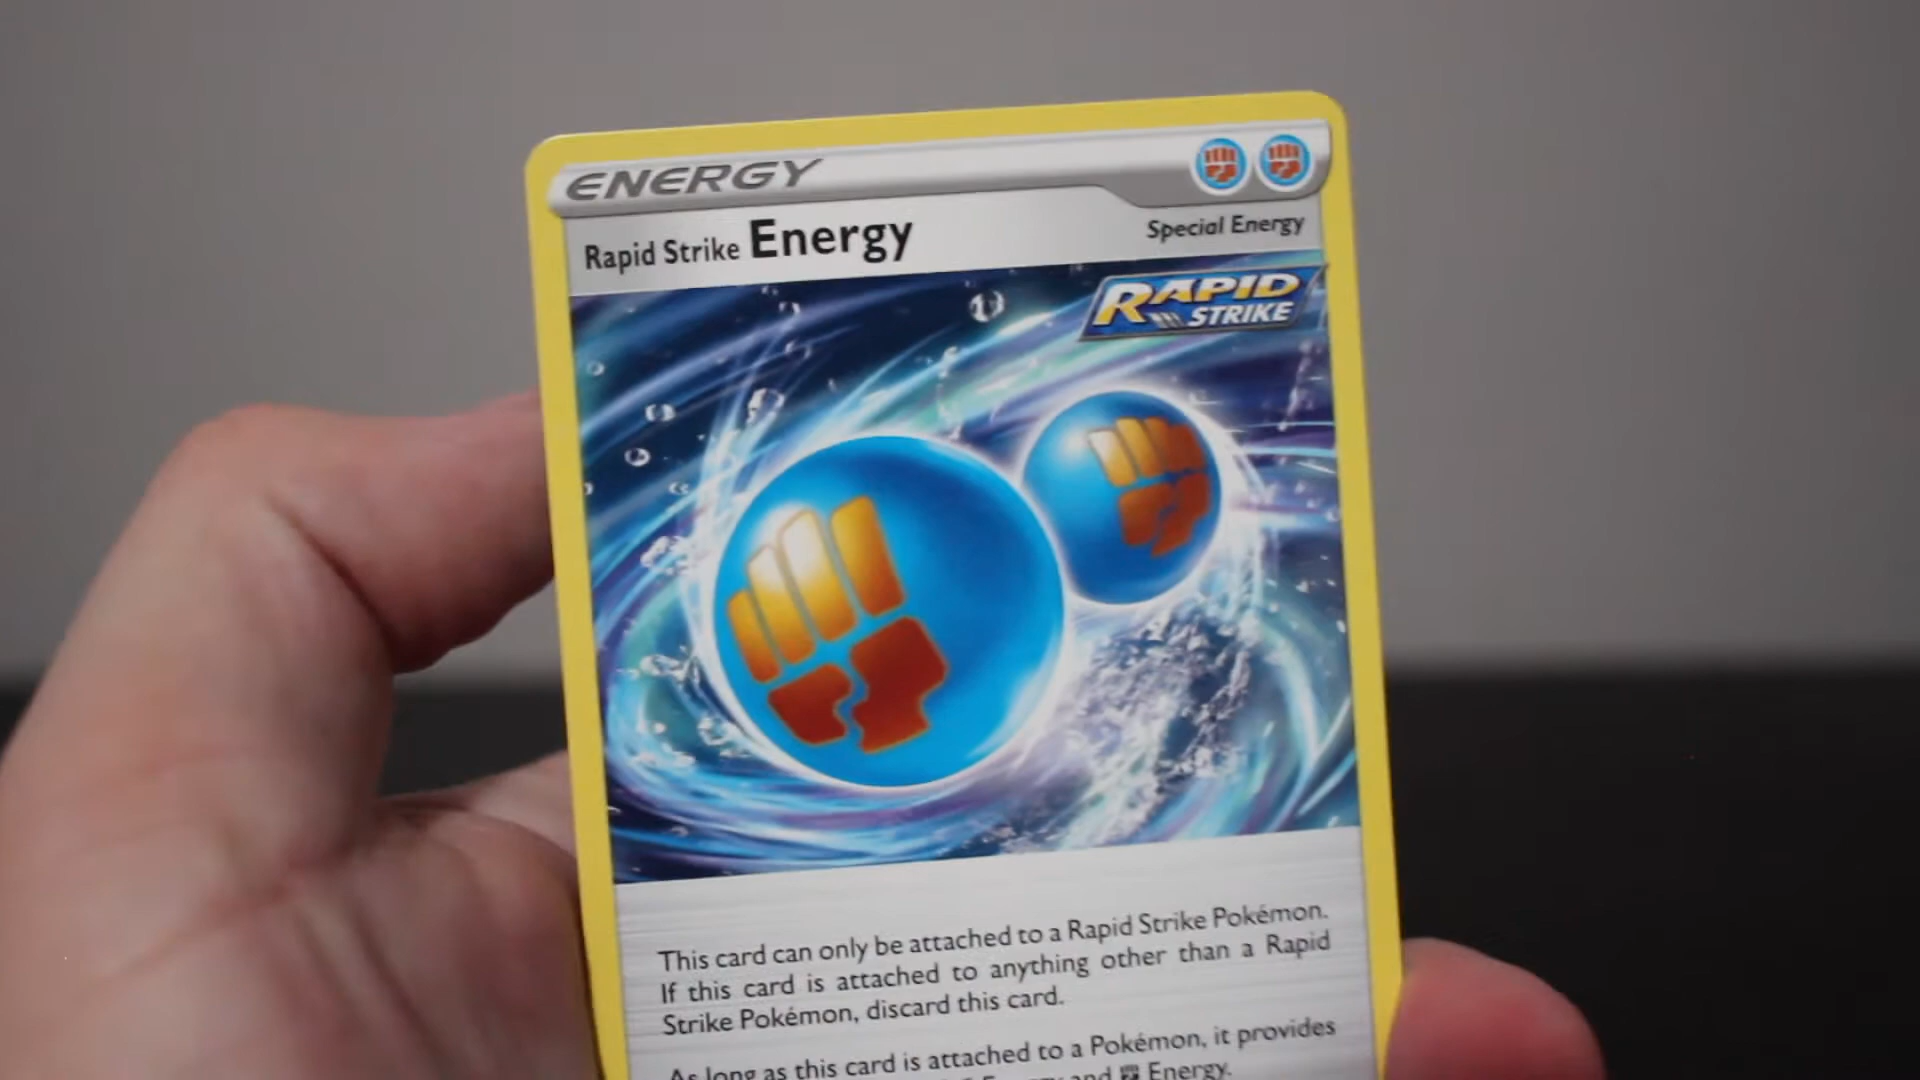 ENERGY
Rapid Strike Energy
Special Energy
RAPID
STRIKE
This card can only be attached to a Rapid Strike Pokémon.
If this card is attached to anything other than a Rapid
Strike Pokémon, discard this card.
As long as this card is attached to a Pokémon, it provides
Energy and Energy.